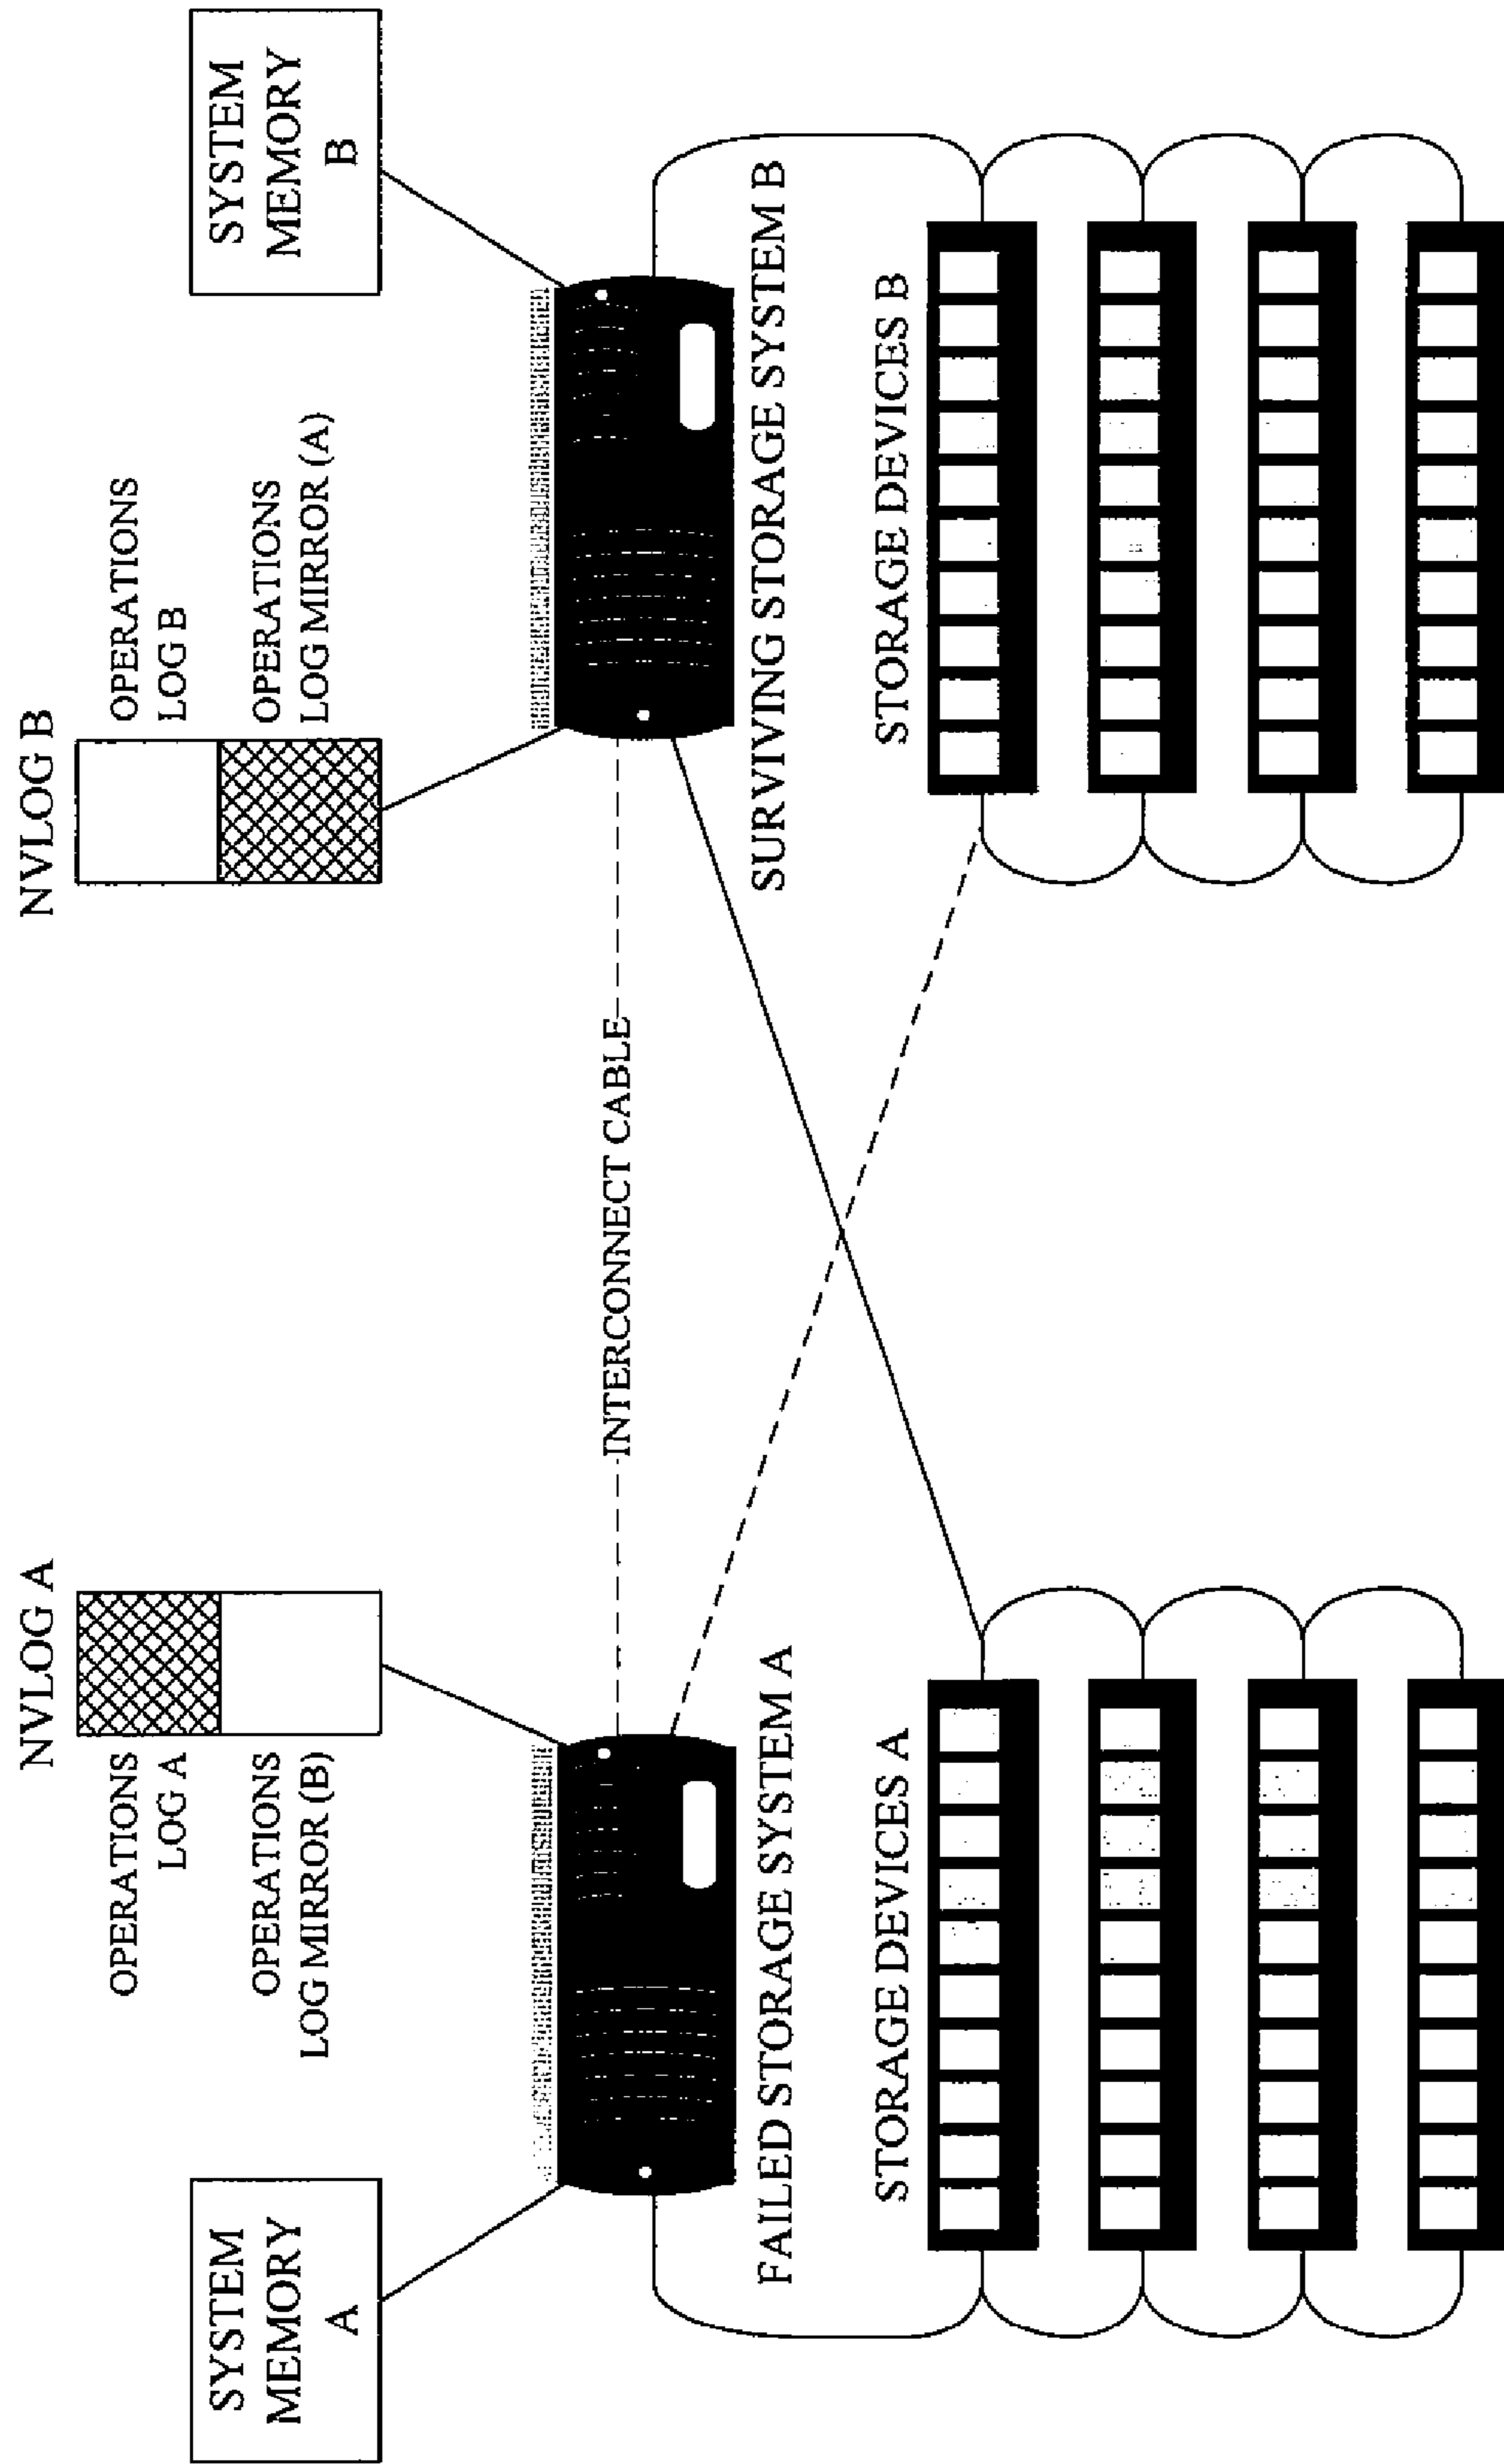 NVLOG A
NVLOG B
OPERATIONS
LOG A
OPERATIONS
LOG MIRROR (B)
OPERATIONS
LOG B
OPERATIONS
LOG MIRROR (A)
SYSTEM
MEMORY
A
SYSTEM
MEMORY
B
INTERCONNECT CABLE
FAILED STORAGE SYSTEM A
SURVIVING STORAGE SYSTEM B
STORAGE DEVICES A
STORAGE DEVICES B